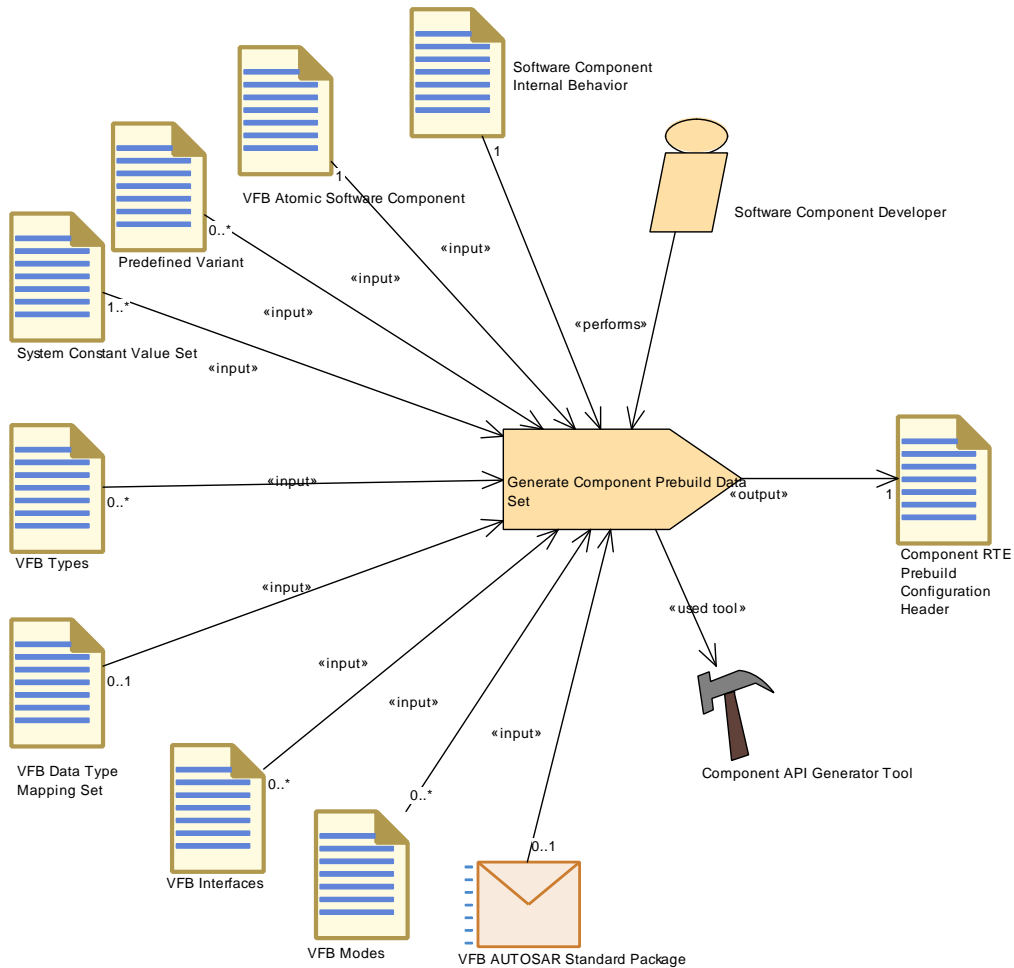 Software Component
Internal Behavior
1
VFB Atomic Software Component
1
Software Component Developer
Predefined Variant
0..*
«input»
«input»
«input»
«performs»
System Constant Value Set
1..*
«input»
VFB Types
0..*
«input»
Generate Component Prebuild Data
Set
«output»
1
Component RTE
Prebuild
Configuration
Header
«input»
«used tool»
VFB Data Type
Mapping Set
0..1
«input»
«input»
«input»
Component API Generator Tool
VFB Interfaces
0..*
VFB Modes
0..*
0..1
VFB AUTOSAR Standard Package